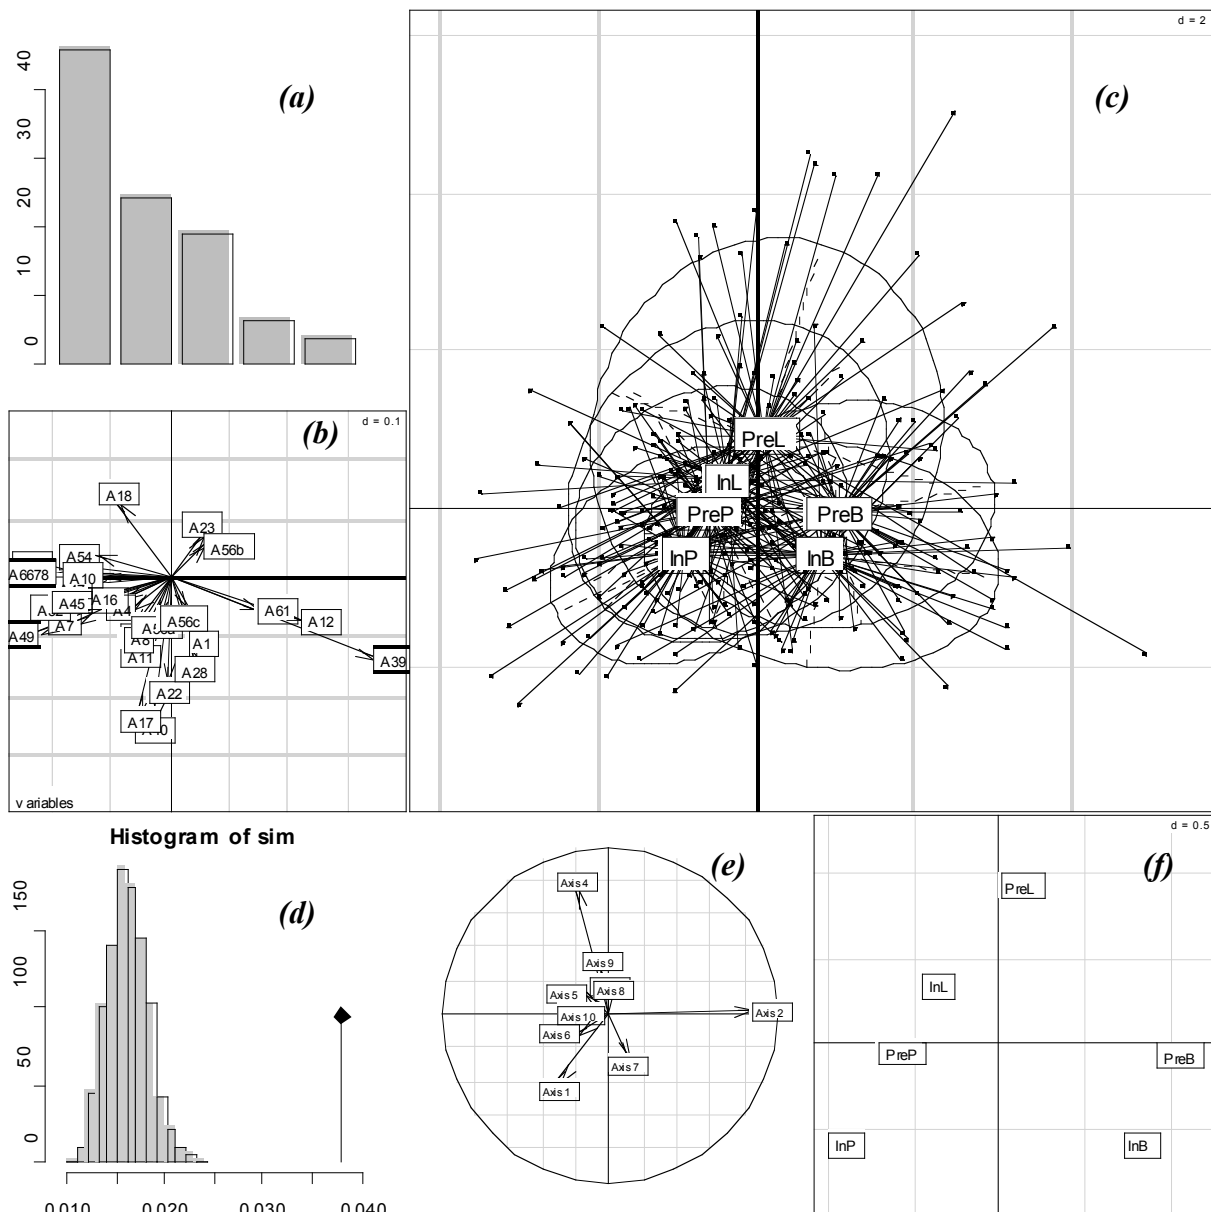 (a)
40
30
20
10
0
(b)
d = 0.1
A18
A23
A56b
A54
A6678
A10
A45
A16
A7
A49
A56c
A61
A12
A39
A1
A8
A11
A28
A22
A17
v ariables
(c)
d = 2
PreL
InL
PreP
PreB
InP
InB
Histogram of sim
(d)
150
100
50
0
0.010
0.020
0.030
0.040
(e)
Axis 4
Axis 9
Axis 8
Axis 5
Axis 10
Axis 2
Axis 6
Axis 7
Axis 1
(f)
d = 0.5
PreL
InL
PreP
PreB
InP
InB